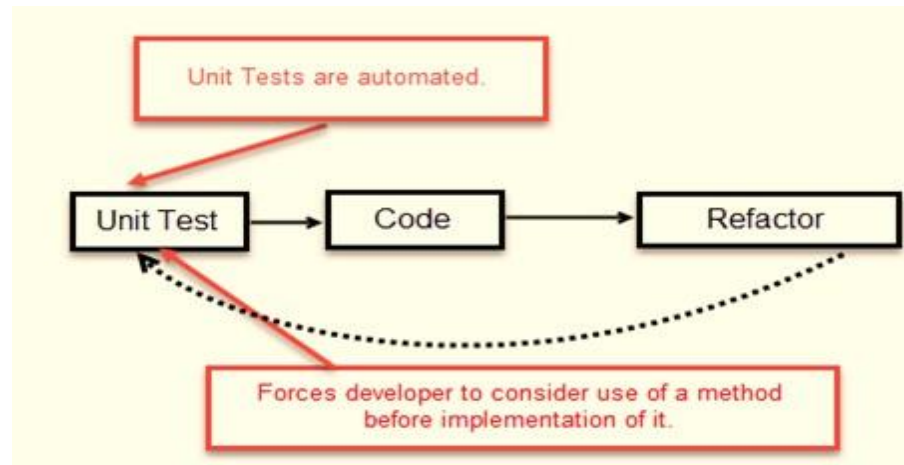 Unit Tests are automated.
Unit Test
Code
Refactor
Forces developer to consider use of a method
before implementation of it.